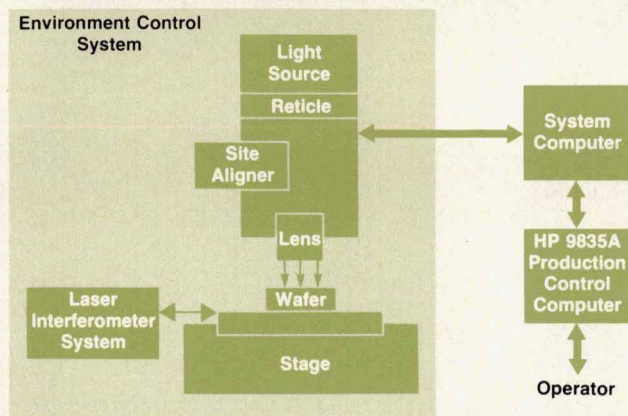 Environment Control
System
Light
Source
Reticle
Site
Aligner
Lens
Wafer
Laser
Interferometer
System
Stage
System
Computer
HP 9835A
Production
Control
Computer
Operator